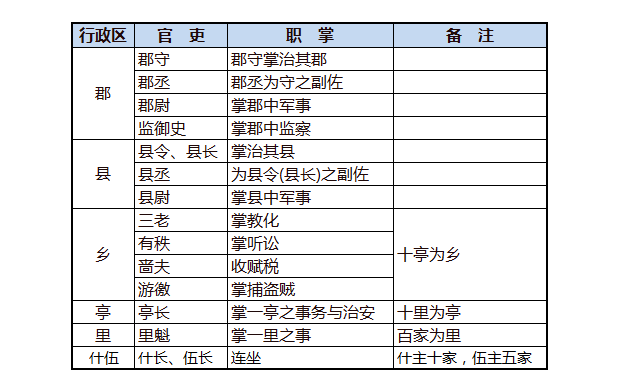 行政区 官 吏 职 掌 备 注
郡 郡守 郡守掌治其郡
郡丞 郡丞为守之副佐
郡尉 掌郡中军事
监御史 掌郡中监察
县 县令、县长 掌治其县
县丞 为县令(县长)之副佐
县尉 掌县中军事
乡 三老 掌教化 十亭为乡
有秩 掌听讼
啬夫 收赋税
游徼 掌捕盗贼
亭 亭长 掌一亭之事务与治安 十里为亭
里 里魁 掌一里之事 百家为里
什伍 什长、伍长 连坐 什主十家，伍主五家